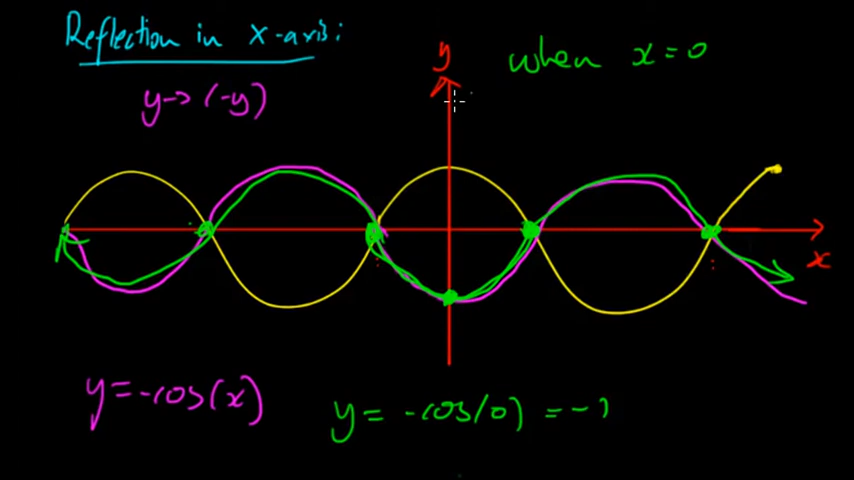 Reflection in x-axis:
y
when x=0
y→(-y)
x
y=-cos(x)
y= -cos(0) =-1